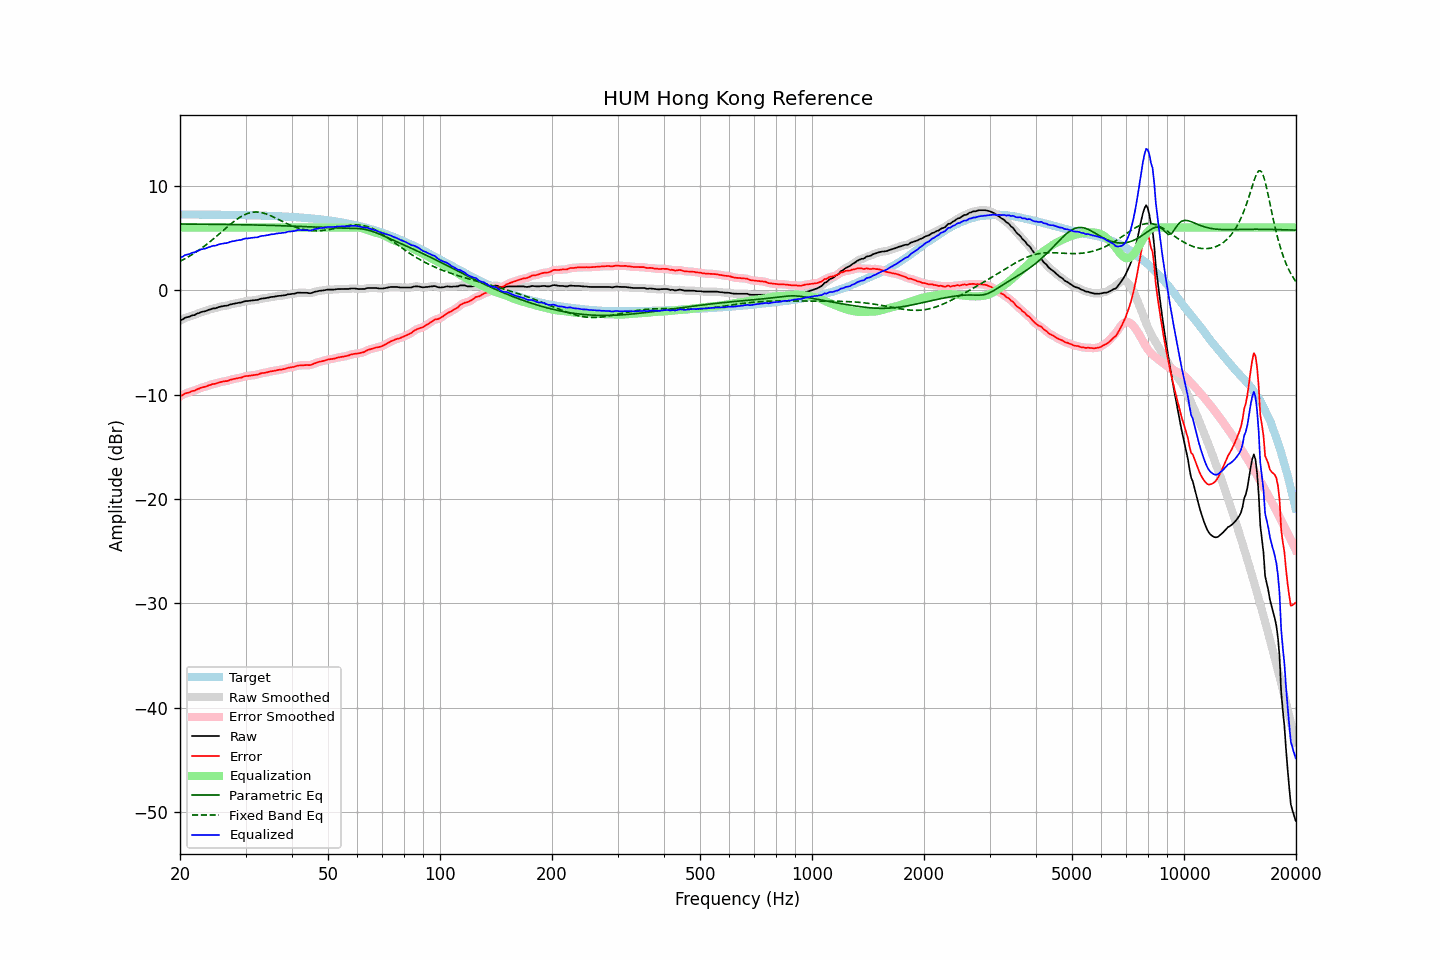 HUM Hong Kong Reference
Amplitude (dBr)
10
0
−10
−20
−30
−40
−50
Target
Raw Smoothed
Error Smoothed
Raw
Error
Equalization
Parametric Eq
Fixed Band Eq
Equalized
20 50 100 200 500 1000 2000 5000 10000 20000
Frequency (Hz)